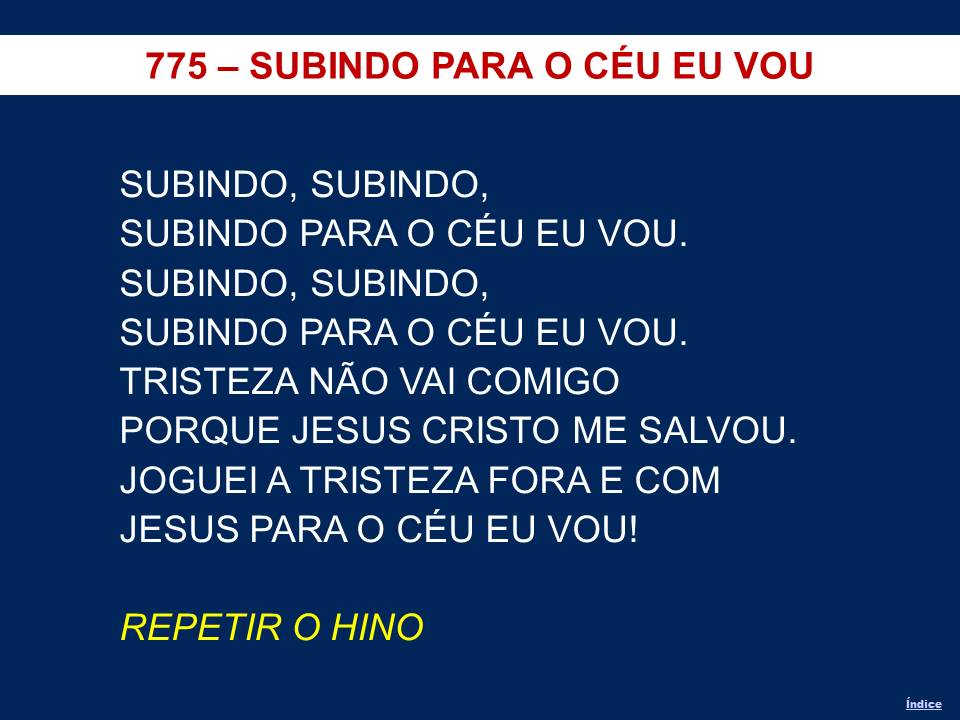 775 – SUBINDO PARA O CÉU EU VOU
SUBINDO, SUBINDO,
SUBINDO PARA O CÉU EU VOU.
SUBINDO, SUBINDO,
SUBINDO PARA O CÉU EU VOU.
TRISTEZA NÃO VAI COMIGO
PORQUE JESUS CRISTO ME SALVOU.
JOGUEI A TRISTEZA FORA E COM
JESUS PARA O CÉU EU VOU!
REPETIR O HINO
Índice